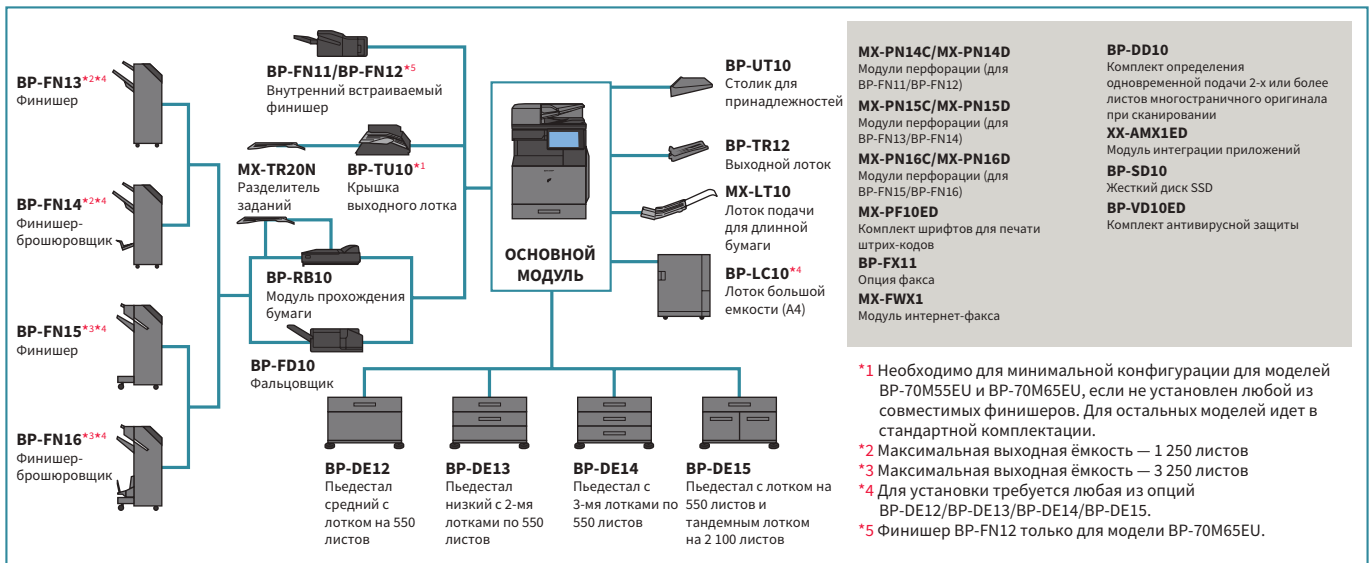 BP-FN13*2*4
Финишер
BP-FN14*2*4
Финишер-
брошюровщик
BP-FN15*3*4
Финишер
BP-FN16*3*4
Финишер-
брошюровщик
BP-FN11/BP-FN12*5
Внутренний встраиваемый
финишер
MX-TR20N
Разделитель
заданий
BP-TU10*1
Крышка
выходного лотка
BP-RB10
Модуль прохождения
бумаги
BP-FD10
Фальцовщик
ОСНОВНОЙ
МОДУЛЬ
BP-UT10
Столик для
принадлежностей
BP-TR12
Выходной лоток
MX-LT10
Лоток подачи
для длинной
бумаги
BP-LC10*4
Лоток большой
емкости (A4)
BP-DE12
Пьедестал
средний с
лотком на 550
листов
BP-DE13
Пьедестал
низкий с 2-мя
лотками по 550
листов
BP-DE14
Пьедестал с
3-мя лотками по
550 листов
BP-DE15
Пьедестал с лотком на
550 листов и
тандемным лотком
на 2 100 листов
MX-PN14C/MX-PN14D
Модули перфорации (для
BP-FN11/BP-FN12)
MX-PN15C/MX-PN15D
Модули перфорации (для
BP-FN13/BP-FN14)
MX-PN16C/MX-PN16D
Модули перфорации (для
BP-FN15/BP-FN16)
MX-PF10ED
Комплект шрифтов для печати
штрих-кодов
BP-FX11
Опция факса
MX-FWX1
Модуль интернет-факса
BP-DD10
Комплект определения
одновременной подачи 2-х или более
листов многостраничного оригинала
при сканировании
XX-AMX1ED
Модуль интеграции приложений
BP-SD10
Жесткий диск SSD
BP-VD10ED
Комплект антивирусной защиты
*1 Необходимо для минимальной конфигурации для моделей
BP-70M55EU и BP-70M65EU, если не установлен любой из
совместимых финишеров. Для остальных моделей идет в
стандартной комплектации.
*2 Максимальная выходная ёмкость — 1 250 листов
*3 Максимальная выходная ёмкость — 3 250 листов
*4 Для установки требуется любая из опций
BP-DE12/BP-DE13/BP-DE14/BP-DE15.
*5 Финишер BP-FN12 только для модели BP-70M65EU.